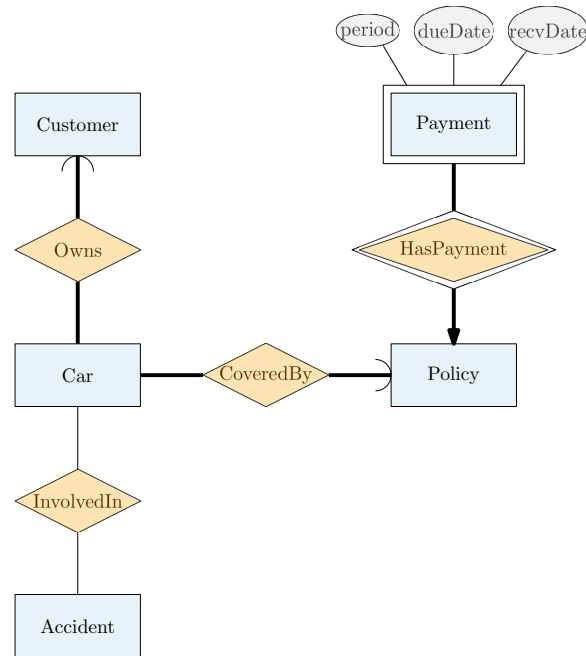 period
dueDate
recvDate
Customer
Payment
Owns
HasPayment
Car
CoveredBy
Policy
InvolvedIn
Accident